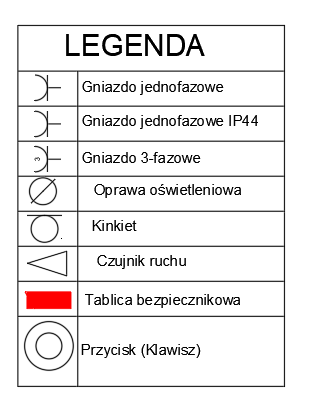 LEGENDA
Gniazdo jednofazowe
Gniazdo jednofazowe IP44
3
Gniazdo 3-fazowe
Oprawa oświetleniowa
Kinkiet
Czujnik ruchu
Tablica bezpiecznikowa
Przycisk (Klawisz)